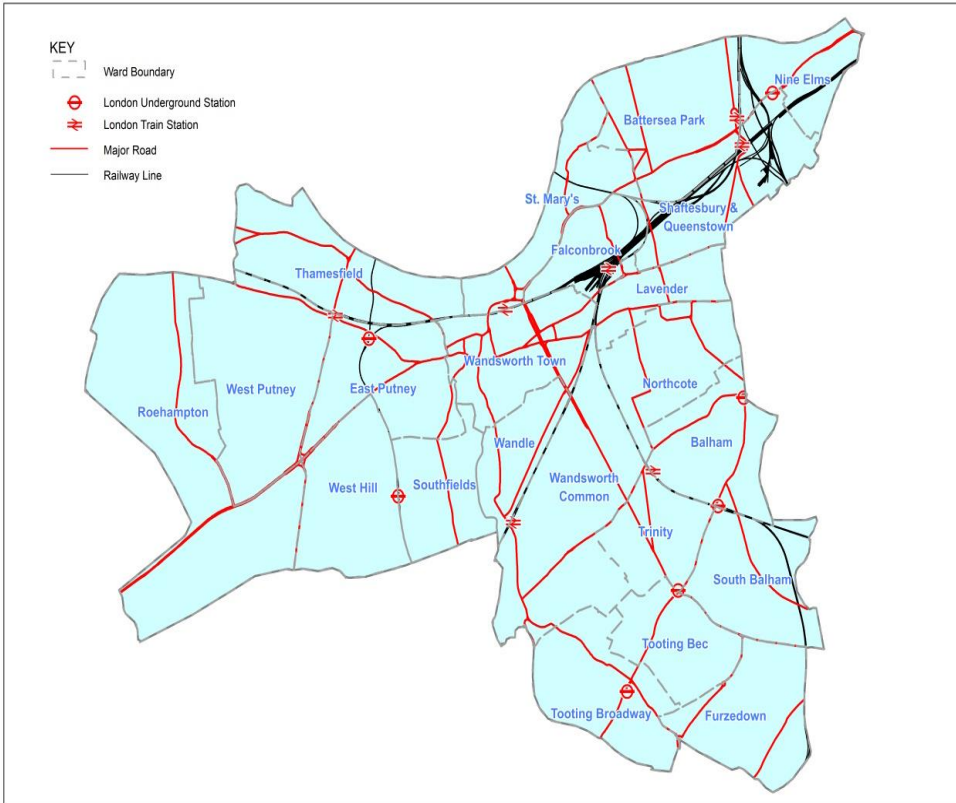 KEY
Ward Boundary
London Underground Station
London Train Station
Major Road
Railway Line
Nine Elms
Battersea Park
St. Mary's
Shaftesbury &
Queenstown
Falconbrook
Thamesfield
Lavender
Wandsworth Town
West Putney
East Putney
Northcote
Roehampton
Wandle
Balham
West Hill
Southfields
Wandsworth
Common
Trinity
South Balham
Tooting Bec
Tooting Broadway
Furzedown